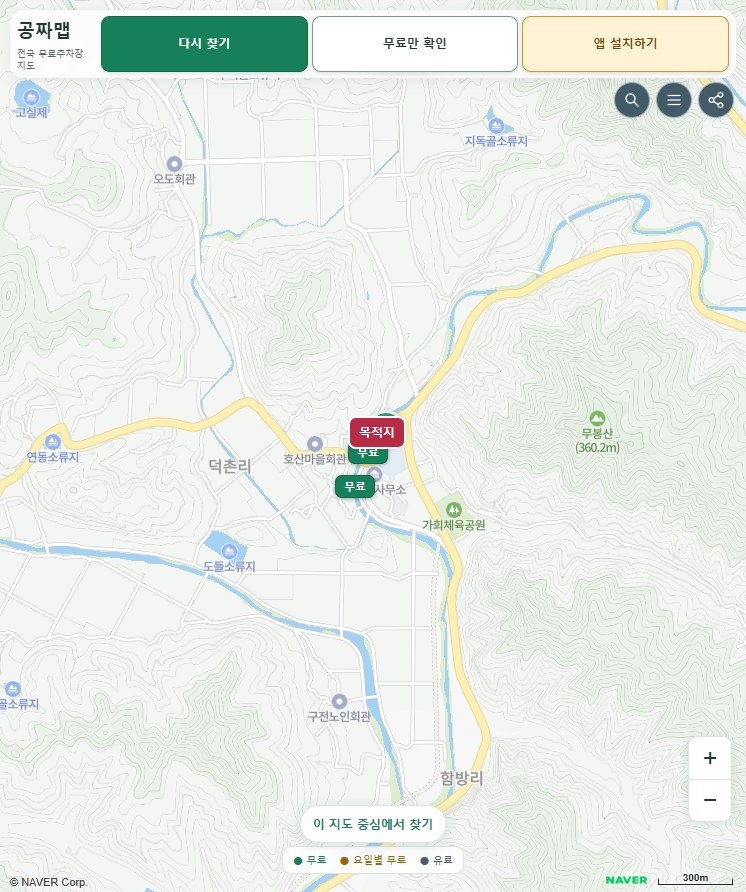 공짜맵
전국 무료주차장
지도
다시 찾기
무료만 확인
앱 설치하기
고실제
지독골소류지
오도회관
목적지
무료
무료
호산마을회관
사무소
덕촌리
연동소류지
무봉산
(360.2m)
가회체육공원
도들소류지
골소류지
구전노인회관
함방리
+
−
이 지도 중심에서 찾기
무료
요일별 무료
유료
© NAVER Corp.
NAVER
300m